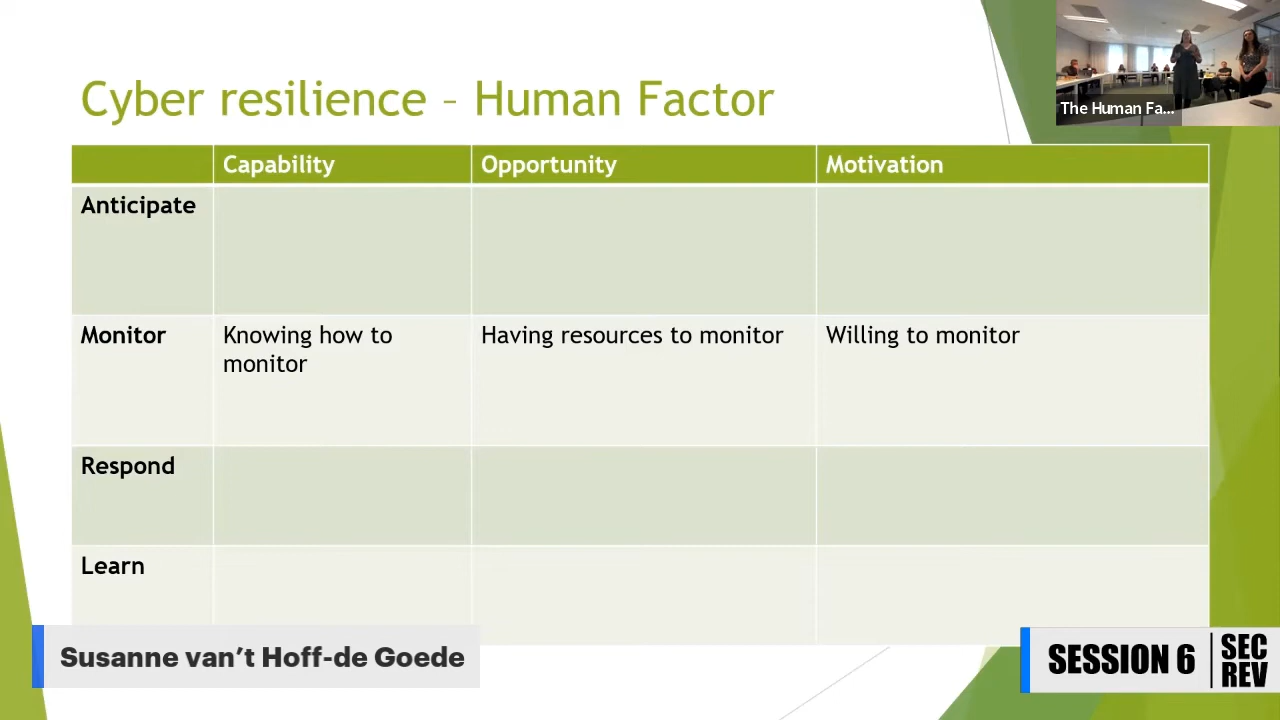 Cyber resilience – Human Factor
The Human Fa...
Capability Opportunity Motivation
Anticipate
Monitor Knowing how to Having resources to monitor Willing to monitor
monitor
Respond
Learn
Susanne van’t Hoff-de Goede
SESSION 6 SEC
REV